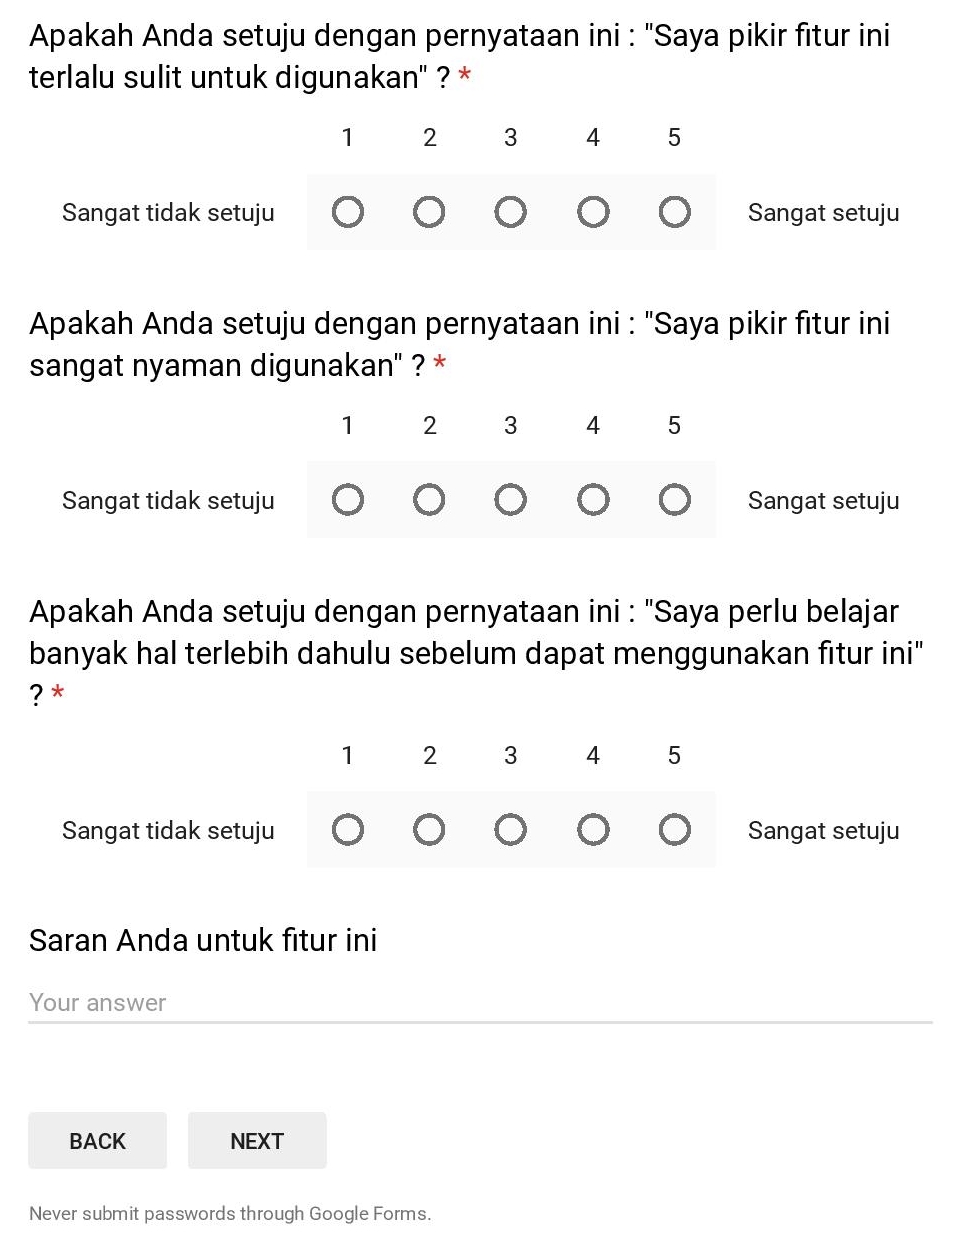 Apakah Anda setuju dengan pernyataan ini : "Saya pikir fitur ini
terlalu sulit untuk digunakan" ? *
1 2 3 4 5
Sangat tidak setuju Sangat setuju
Apakah Anda setuju dengan pernyataan ini : "Saya pikir fitur ini
sangat nyaman digunakan" ? *
1 2 3 4 5
Sangat tidak setuju Sangat setuju
Apakah Anda setuju dengan pernyataan ini : "Saya perlu belajar
banyak hal terlebih dahulu sebelum dapat menggunakan fitur ini"
? *
1 2 3 4 5
Sangat tidak setuju Sangat setuju
Saran Anda untuk fitur ini
Your answer
BACK NEXT
Never submit passwords through Google Forms.